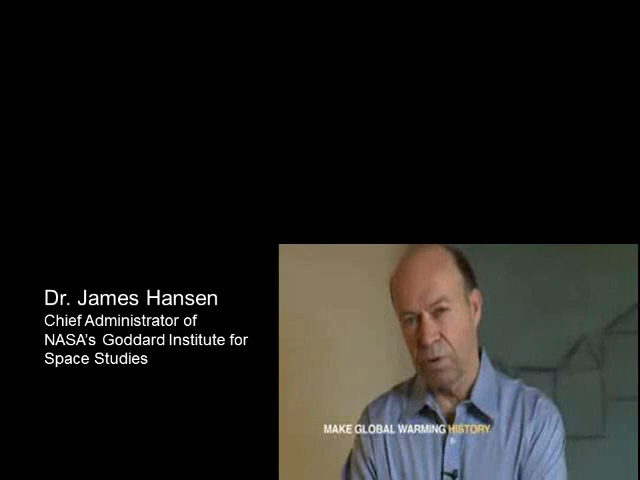 Dr. James Hansen
Chief Administrator of
NASA's Goddard Institute for
Space Studies
MAKE GLOBAL WARMING HISTORY